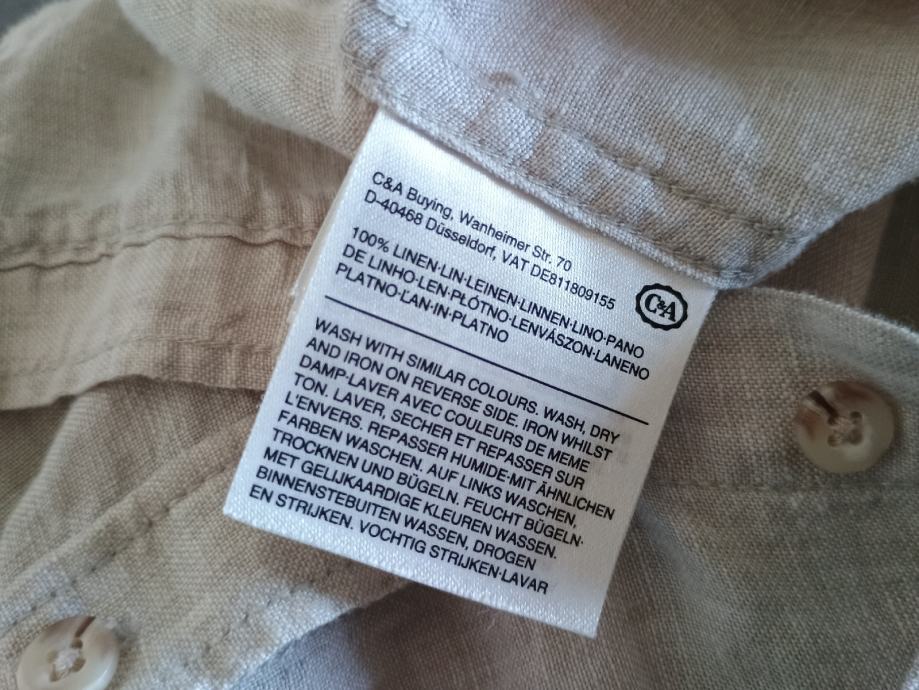 C&A Buying, Wanheimer Str. 70
D-40468 Düsseldorf, VAT DE811809155
C&A
100% LINEN·LIN·LEINEN·LINNEN·LINO·PANO
DE LINHO·LEN·PŁÓTNO·LENVÁSZON·LANENO
PLATNO·ĽAN·IN·PLATNO
WASH WITH SIMILAR COLOURS. WASH, DRY
AND IRON ON REVERSE SIDE. IRON WHILST
DAMP·LAVER AVEC COULEURS DE MEME
TON. LAVER, SECHER ET REPASSER SUR
L'ENVERS. REPASSER HUMIDE·MIT ÄHNLICHEN
FARBEN WASCHEN. AUF LINKS WASCHEN,
TROCKNEN UND BÜGELN. FEUCHT BÜGELN·
MET GELIJKAARDIGE KLEUREN WASSEN.
BINNENSTEBUITEN WASSEN, DROGEN
EN STRIJKEN. VOCHTIG STRIJKEN·LAVAR